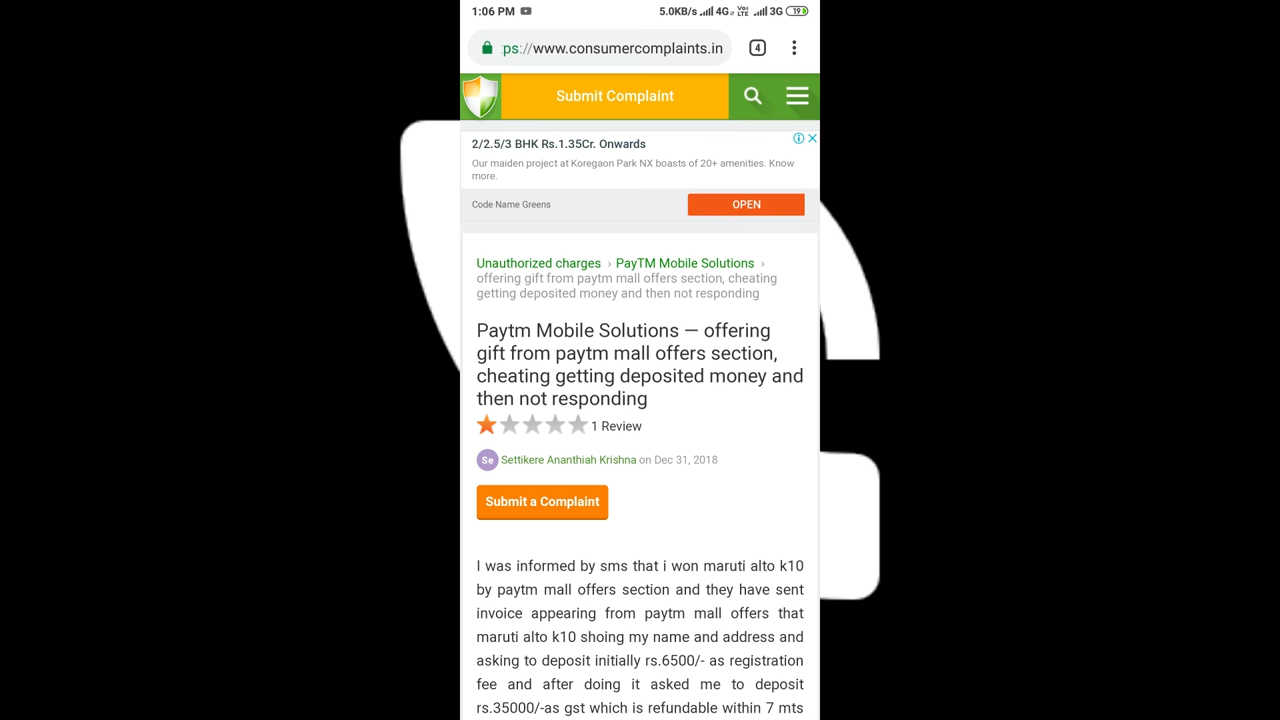 1:06 PM
5.0KB/s 4G VoLTE 3G 19
ps://www.consumercomplaints.in
4
Submit Complaint
2/2.5/3 BHK Rs.1.35Cr. Onwards
Our maiden project at Koregaon Park NX boasts of 20+ amenities. Know
more.
Code Name Greens
OPEN
Unauthorized charges › PayTM Mobile Solutions ›
offering gift from paytm mall offers section, cheating
getting deposited money and then not responding
Paytm Mobile Solutions — offering
gift from paytm mall offers section,
cheating getting deposited money and
then not responding
1 Review
Se Settikere Ananthiah Krishna on Dec 31, 2018
Submit a Complaint
I was informed by sms that i won maruti alto k10
by paytm mall offers section and they have sent
invoice appearing from paytm mall offers that
maruti alto k10 shoing my name and address and
asking to deposit initially rs.6500/- as registration
fee and after doing it asked me to deposit
rs.35000/-as gst which is refundable within 7 mts